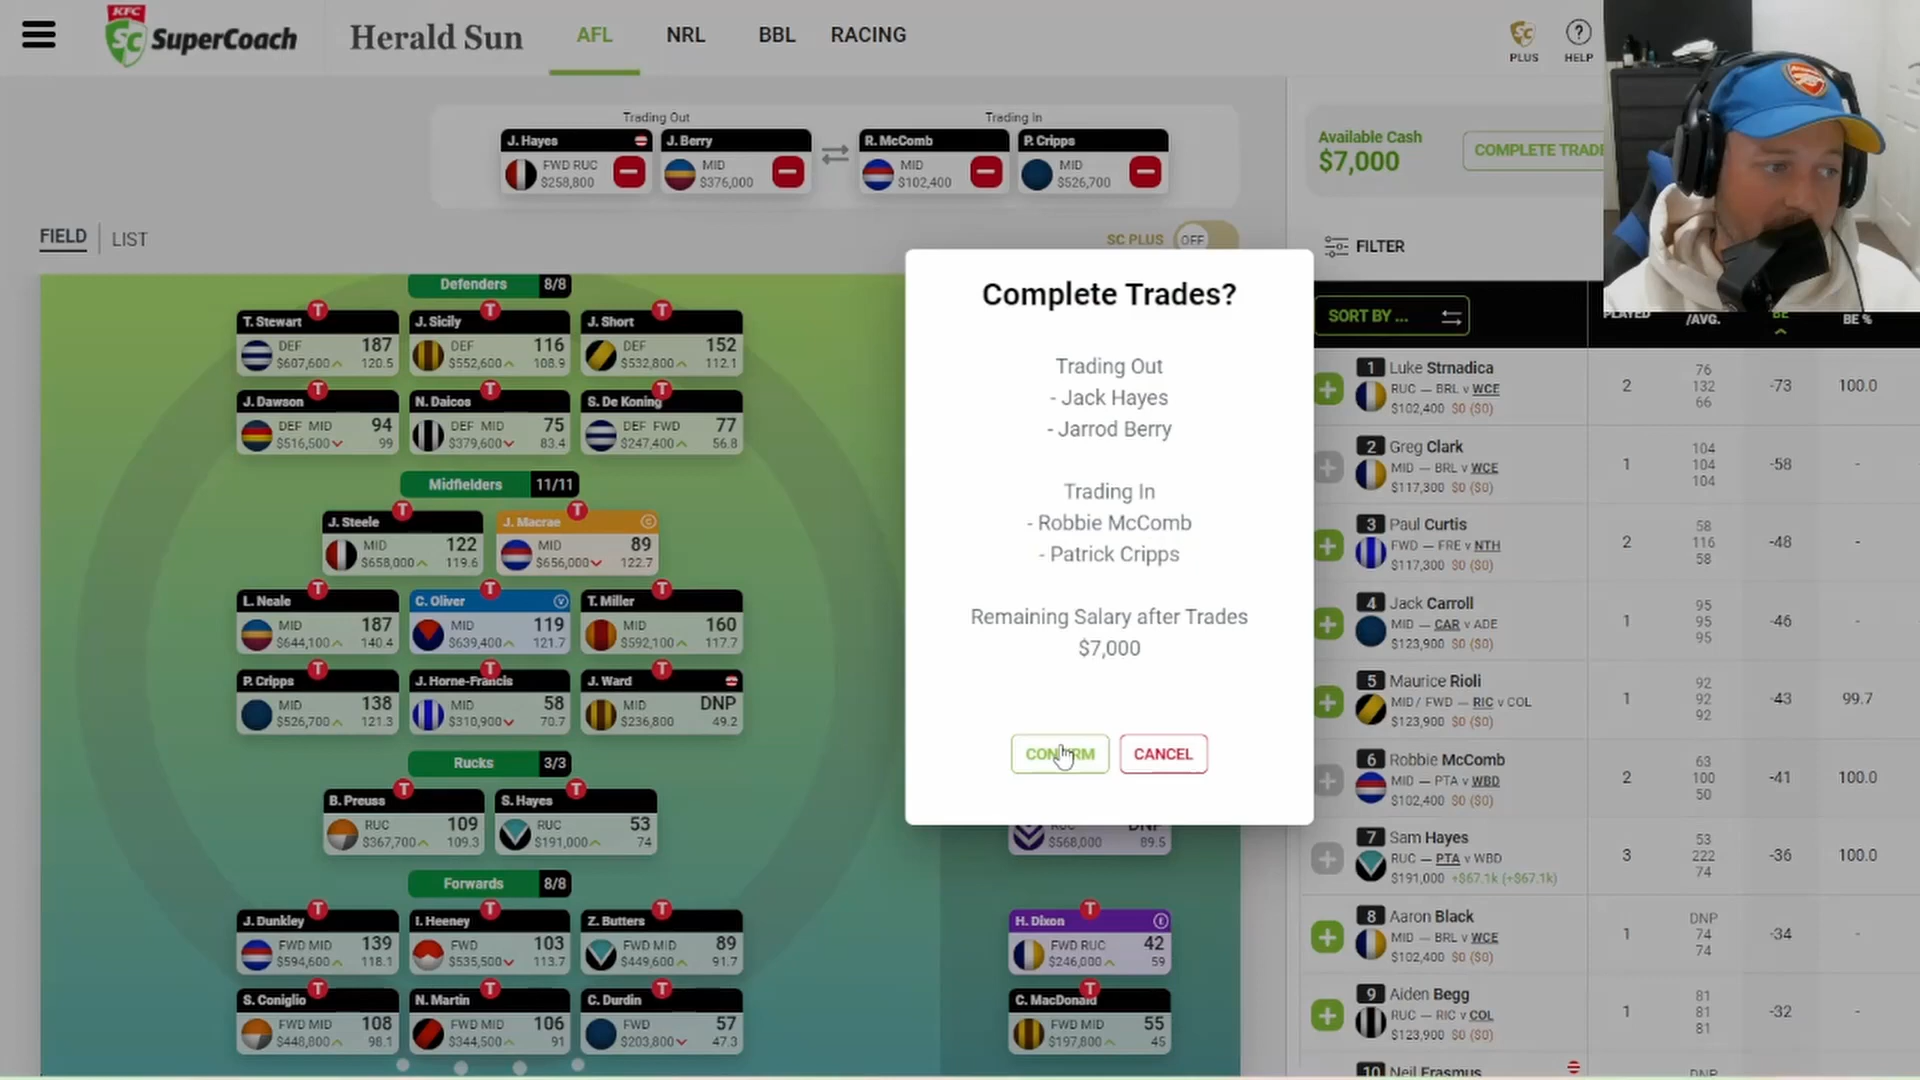 KFC
SC SuperCoach
Herald Sun
AFL
NRL
BBL
RACING
SC
PLUS
?
HELP
Trading Out
Trading In
J. Hayes
FWD RUC
$258,800
J. Berry
MID
$376,000
R. McComb
MID
$102,400
P. Cripps
MID
$526,700
Available Cash
$7,000
COMPLETE TRADE
FIELD
LIST
SC PLUS
OFF
FILTER
Defenders 8/8
T. Stewart
DEF 187
$607,600 120.5
J. Sicily
DEF 116
$552,600 108.9
J. Short
DEF 152
$532,800 112.1
J. Dawson
DEF MID 94
$516,500 99
N. Daicos
DEF MID 75
$379,600 83.4
S. De Koning
DEF FWD 77
$247,400 56.8
Midfielders 11/11
J. Steele
MID 122
$658,000 119.6
J. Macrae C
MID 89
$656,000 122.7
L. Neale
MID 187
$644,100 140.4
C. Oliver V
MID 119
$639,400 121.7
T. Miller
MID 160
$592,100 117.7
P. Cripps
MID 138
$526,700 121.3
J. Horne-Francis
MID 58
$310,900 70.7
J. Ward
MID DNP
$236,800 49.2
Rucks 3/3
B. Preuss
RUC 109
$367,700 109.3
S. Hayes
RUC 53
$191,000 74
RUC DNP
$568,000 89.5
Forwards 8/8
J. Dunkley
FWD MID 139
$594,600 118.1
I. Heeney
FWD 103
$535,500 113.7
Z. Butters
FWD MID 89
$449,600 91.7
H. Dixon E
FWD RUC 42
$246,000 59
S. Coniglio
FWD MID 108
$448,800 98.1
N. Martin
FWD MID 106
$344,500 91
C. Durdin
FWD 57
$203,800 47.3
C. MacDonald
FWD MID 55
$197,800 45
Complete Trades?
Trading Out
- Jack Hayes
- Jarrod Berry
Trading In
- Robbie McComb
- Patrick Cripps
Remaining Salary after Trades
$7,000
CONFIRM
CANCEL
SORT BY ...
PLAYED
/AVG.
BE
BE %
1 Luke Strnadica
RUC — BRL v WCE
$102,400 $0 ($0)
2
76
132
66
-73
100.0
2 Greg Clark
MID — BRL v WCE
$117,300 $0 ($0)
1
104
104
104
-58
-
3 Paul Curtis
FWD — FRE v NTH
$117,300 $0 ($0)
2
58
116
58
-48
-
4 Jack Carroll
MID — CAR v ADE
$123,900 $0 ($0)
1
95
95
95
-46
-
5 Maurice Rioli
MID / FWD — RIC v COL
$123,900 $0 ($0)
1
92
92
92
-43
99.7
6 Robbie McComb
MID — PTA v WBD
$102,400 $0 ($0)
2
63
100
50
-41
100.0
7 Sam Hayes
RUC — PTA v WBD
$191,000 +$67.1k (+$67.1k)
3
53
222
74
-36
100.0
8 Aaron Black
MID — BRL v WCE
$102,400 $0 ($0)
1
DNP
74
74
-34
-
9 Aiden Begg
RUC — RIC v COL
$123,900 $0 ($0)
1
81
81
81
-32
-
10 Neil Erasmus
DNP